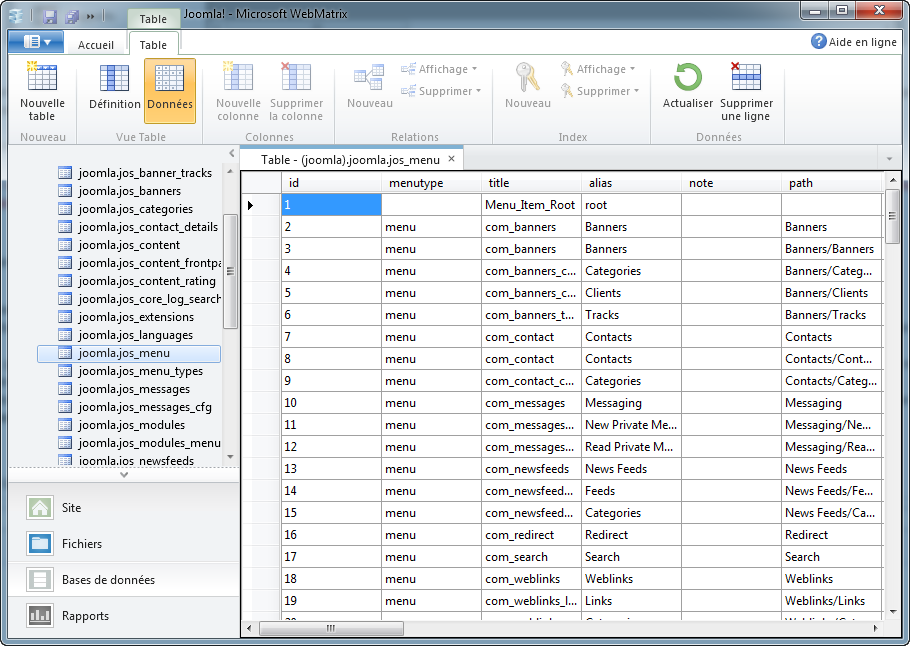 Table
Joomla! - Microsoft WebMatrix
Accueil
Table
Aide en ligne
Nouvelle table
Nouveau
Définition
Données
Vue Table
Nouvelle colonne
Supprimer la colonne
Colonnes
Nouveau
Affichage
Supprimer
Relations
Nouveau
Affichage
Supprimer
Index
Actualiser
Supprimer une ligne
Données
joomla.jos_banner_tracks
joomla.jos_banners
joomla.jos_categories
joomla.jos_contact_details
joomla.jos_content
joomla.jos_content_frontpa
joomla.jos_content_rating
joomla.jos_core_log_search
joomla.jos_extensions
joomla.jos_languages
joomla.jos_menu
joomla.jos_menu_types
joomla.jos_messages
joomla.jos_messages_cfg
joomla.jos_modules
joomla.jos_modules_menu
joomla.jos_newsfeeds
Site
Fichiers
Bases de données
Rapports
Table - (joomla).joomla.jos_menu
id menutype title alias note path
1 Menu_Item_Root root
2 menu com_banners Banners Banners
3 menu com_banners Banners Banners/Banners
4 menu com_banners_c... Categories Banners/Categ...
5 menu com_banners_c... Clients Banners/Clients
6 menu com_banners_t... Tracks Banners/Tracks
7 menu com_contact Contacts Contacts
8 menu com_contact Contacts Contacts/Cont...
9 menu com_contact_c... Categories Contacts/Categ...
10 menu com_messages Messaging Messaging
11 menu com_messages... New Private Me... Messaging/Ne...
12 menu com_messages... Read Private M... Messaging/Rea...
13 menu com_newsfeeds News Feeds News Feeds
14 menu com_newsfeed... Feeds News Feeds/Fe...
15 menu com_newsfeed... Categories News Feeds/Ca...
16 menu com_redirect Redirect Redirect
17 menu com_search Search Search
18 menu com_weblinks Weblinks Weblinks
19 menu com_weblinks_l... Links Weblinks/Links